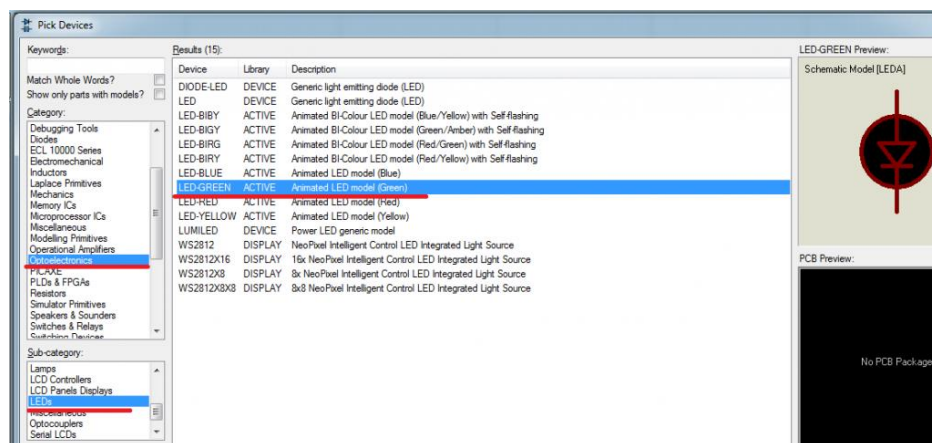 Pick Devices
Keywords:
Match Whole Words?
Show only parts with models?
Category:
Debugging Tools
Diodes
ECL 10000 Series
Electromechanical
Inductors
Laplace Primitives
Mechanics
Memory ICs
Microprocessor ICs
Miscellaneous
Modelling Primitives
Operational Amplifiers
Optoelectronics
PICAXE
PLDs & FPGAs
Resistors
Simulator Primitives
Speakers & Sounders
Switches & Relays
Switching Devices
Sub-category:
Lamps
LCD Controllers
LCD Panels Displays
LEDs
Miscellaneous
Optocouplers
Serial LCDs
Results (15):
Device Library Description
DIODE-LED DEVICE Generic light emitting diode (LED)
LED DEVICE Generic light emitting diode (LED)
LED-BIBY ACTIVE Animated BI-Colour LED model (Blue/Yellow) with Self-flashing
LED-BIGY ACTIVE Animated BI-Colour LED model (Green/Amber) with Self-flashing
LED-BIRG ACTIVE Animated BI-Colour LED model (Red/Green) with Self-flashing
LED-BIRY ACTIVE Animated BI-Colour LED model (Red/Yellow) with Self-flashing
LED-BLUE ACTIVE Animated LED model (Blue)
LED-GREEN ACTIVE Animated LED model (Green)
LED-RED ACTIVE Animated LED model (Red)
LED-YELLOW ACTIVE Animated LED model (Yellow)
LUMILED DEVICE Power LED generic model
WS2812 DISPLAY NeoPixel Intelligent Control LED Integrated Light Source
WS2812X16 DISPLAY 16x NeoPixel Intelligent Control LED Integrated Light Source
WS2812X8 DISPLAY 8x NeoPixel Intelligent Control LED Integrated Light Source
WS2812X8X8 DISPLAY 8x8 NeoPixel Intelligent Control LED Integrated Light Source
LED-GREEN Preview:
Schematic Model [LEDA]
PCB Preview:
No PCB Package